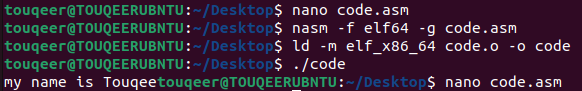 touqeer@TOUQEERUBNTU:~/Desktop$ nano code.asm
touqeer@TOUQEERUBNTU:~/Desktop$ nasm -f elf64 -g code.asm
touqeer@TOUQEERUBNTU:~/Desktop$ ld -m elf_x86_64 code.o -o code
touqeer@TOUQEERUBNTU:~/Desktop$ ./code
my name is Touqeetouqeer@TOUQEERUBNTU:~/Desktop$ nano code.asm